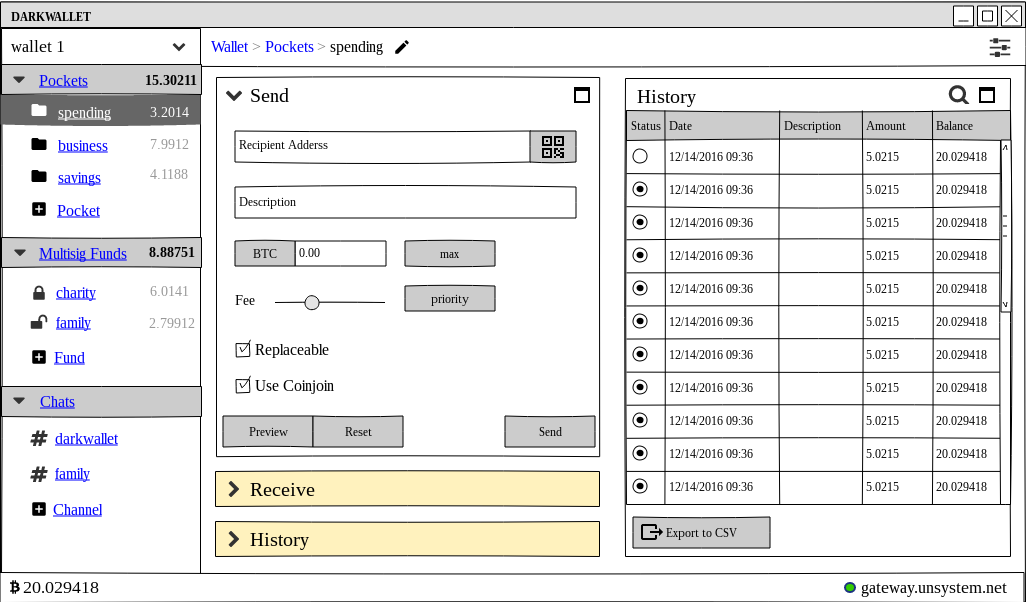 DARKWALLET
wallet 1
Wallet > Pockets > spending
Pockets 15.30211
spending 3.2014
business 7.9912
savings 4.1188
Pocket
Multisig Funds 8.88751
charity 6.0141
family 2.79912
Fund
Chats
# darkwallet
# family
Channel
Send
Recipient Aderss
Description
BTC 0.00 max
Fee priority
Replaceable
Use Coinjoin
Preview Reset Send
Receive
History
History
Status Date Description Amount Balance
12/14/2016 09:36 5.0215 20.029418
12/14/2016 09:36 5.0215 20.029418
12/14/2016 09:36 5.0215 20.029418
12/14/2016 09:36 5.0215 20.029418
12/14/2016 09:36 5.0215 20.029418
12/14/2016 09:36 5.0215 20.029418
12/14/2016 09:36 5.0215 20.029418
12/14/2016 09:36 5.0215 20.029418
12/14/2016 09:36 5.0215 20.029418
12/14/2016 09:36 5.0215 20.029418
12/14/2016 09:36 5.0215 20.029418
Export to CSV
₿ 20.029418
gateway.unsystem.net